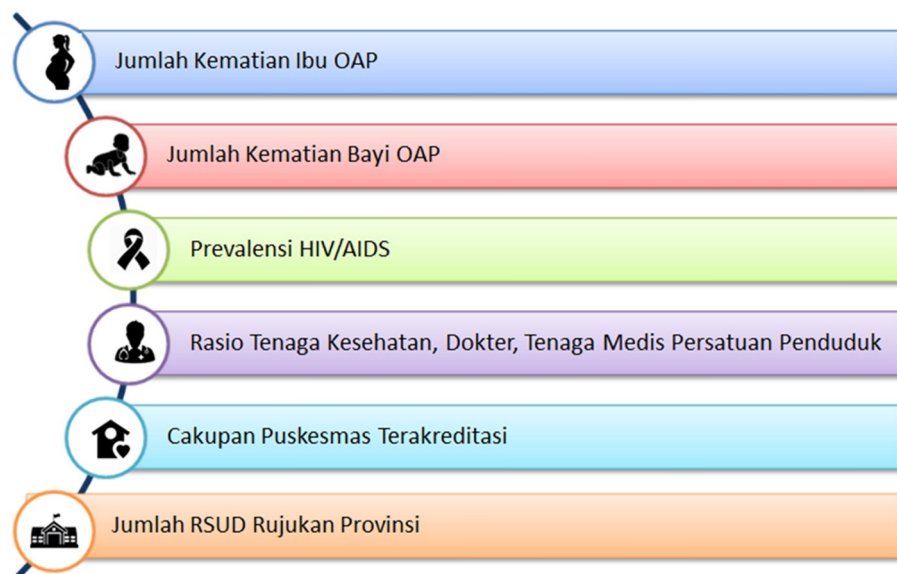 Jumlah Kematian Ibu OAP
Jumlah Kematian Bayi OAP
Prevalensi HIV/AIDS
Rasio Tenaga Kesehatan, Dokter, Tenaga Medis Persatuan Penduduk
Cakupan Puskesmas Terakreditasi
Jumlah RSUD Rujukan Provinsi